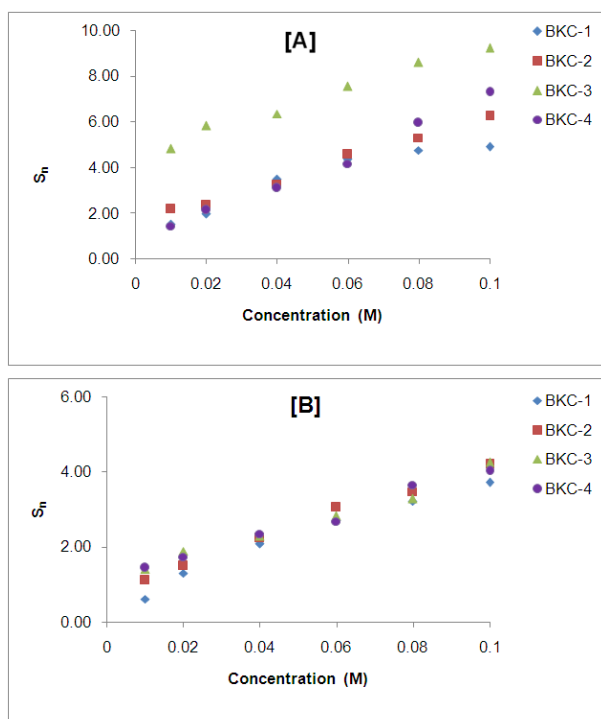 [A]
10.00
8.00
6.00
4.00
2.00
0.00
Sn
0 0.02 0.04 0.06 0.08 0.1
Concentration (M)
BKC-1
BKC-2
BKC-3
BKC-4
[B]
6.00
4.00
2.00
0.00
Sn
0 0.02 0.04 0.06 0.08 0.1
Concentration (M)
BKC-1
BKC-2
BKC-3
BKC-4